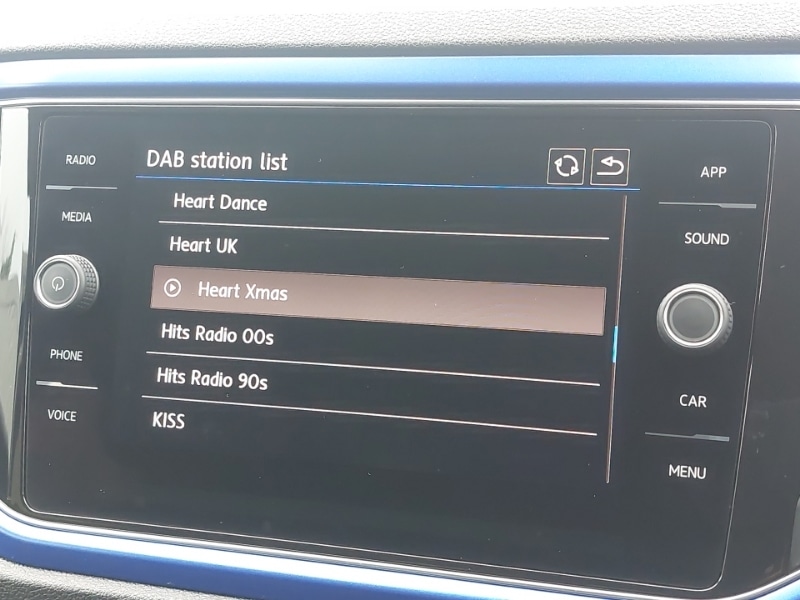 DAB station list
RADIO
MEDIA
PHONE
VOICE
Heart Dance
Heart UK
Heart Xmas
Hits Radio 00s
Hits Radio 90s
KISS
APP
SOUND
CAR
MENU